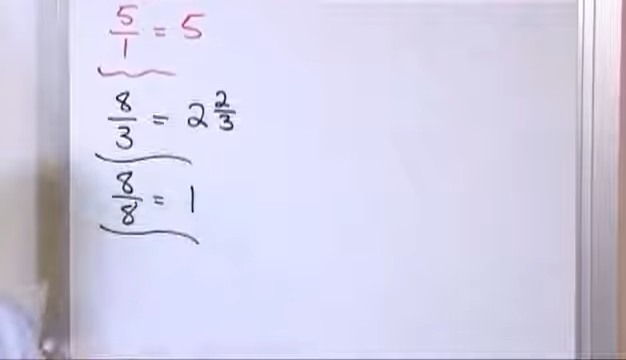 5/1 = 5
8/3 = 2 2/3
8/8 = 1